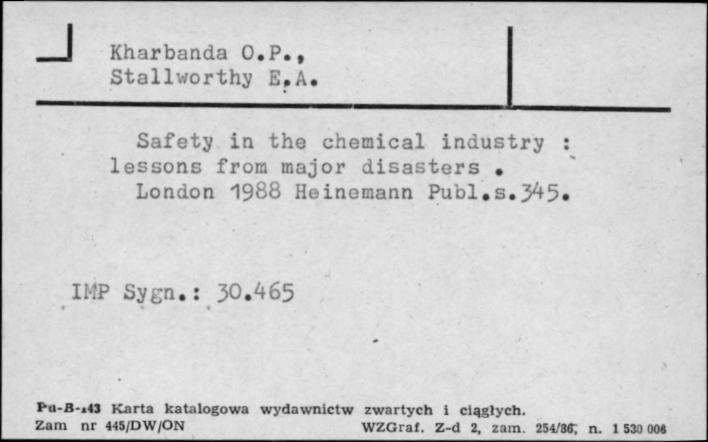 Kharbanda O.P.,
Stallworthy E.A.
Safety in the chemical industry :
lessons from major disasters .
London 1988 Heinemann Publ.s.345.
IMP Sygn.: 30.465
Pu-B-143 Karta katalogowa wydawnictw zwartych i ciągłych.
Zam nr 445/DW/ON WZGraf. Z-d 2, zam. 254/86, n. 1 530 006